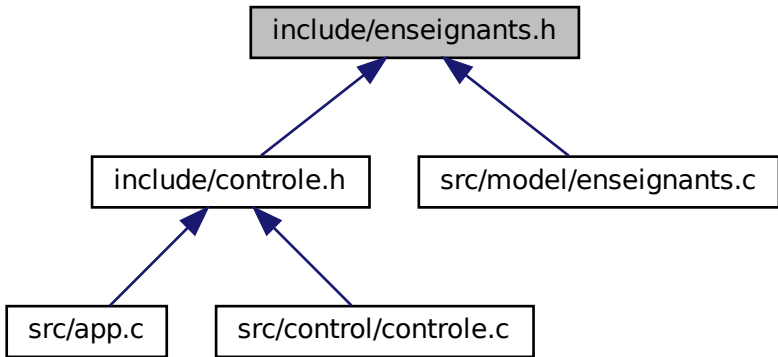 include/enseignants.h
include/controle.h
src/model/enseignants.c
src/app.c
src/control/controle.c